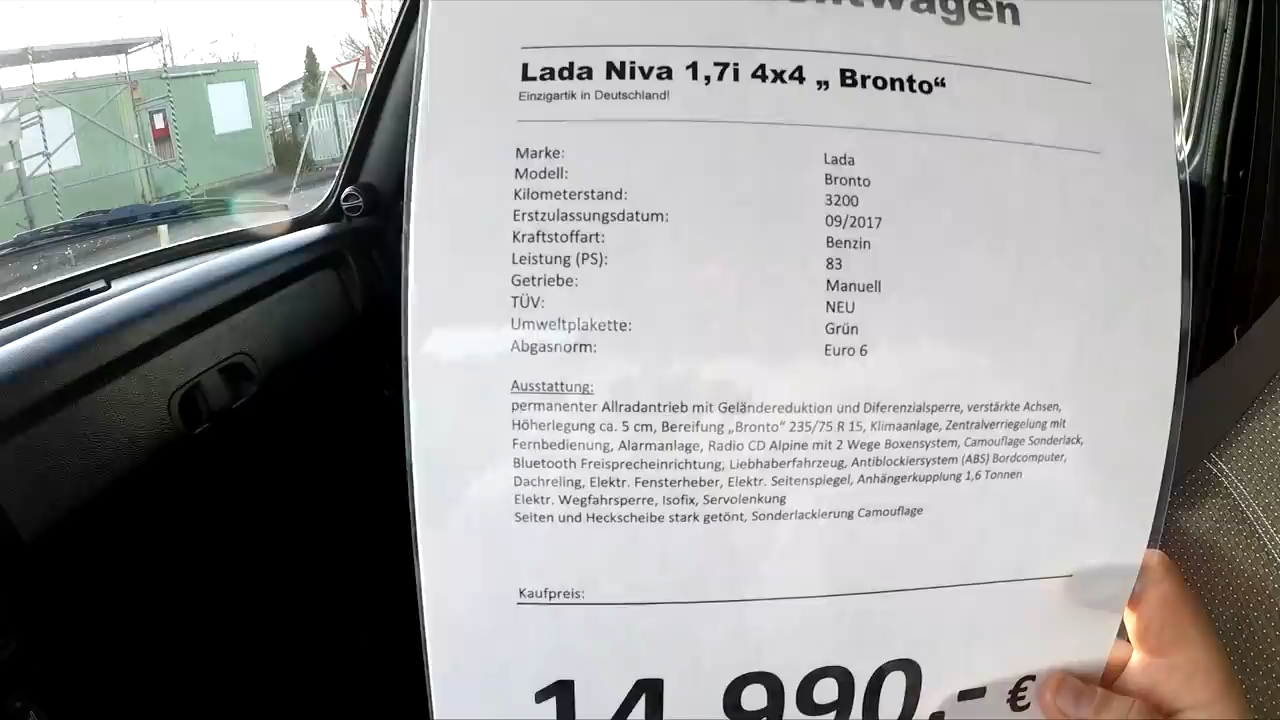 Lada Niva 1,7i 4x4 „ Bronto“
Einzigartik in Deutschland!
Marke: Lada
Modell: Bronto
Kilometerstand: 3200
Erstzulassungsdatum: 09/2017
Kraftstoffart: Benzin
Leistung (PS): 83
Getriebe: Manuell
TÜV: NEU
Umweltplakette: Grün
Abgasnorm: Euro 6
Ausstattung:
permanenter Allradantrieb mit Geländereduktion und Diferenzialsperre, verstärkte Achsen,
Höherlegung ca. 5 cm, Bereifung „Bronto“ 235/75 R 15, Klimaanlage, Zentralverriegelung mit
Fernbedienung, Alarmanlage, Radio CD Alpine mit 2 Wege Boxensystem, Camouflage Sonderlack,
Bluetooth Freisprecheinrichtung, Liebhaberfahrzeug, Antiblockiersystem (ABS) Bordcomputer,
Dachreling, Elektr. Fensterheber, Elektr. Seitenspiegel, Anhängerkupplung 1,6 Tonnen
Elektr. Wegfahrsperre, Isofix, Servolenkung
Seiten und Heckscheibe stark getönt, Sonderlackierung Camouflage
Kaufpreis:
14.990,- €